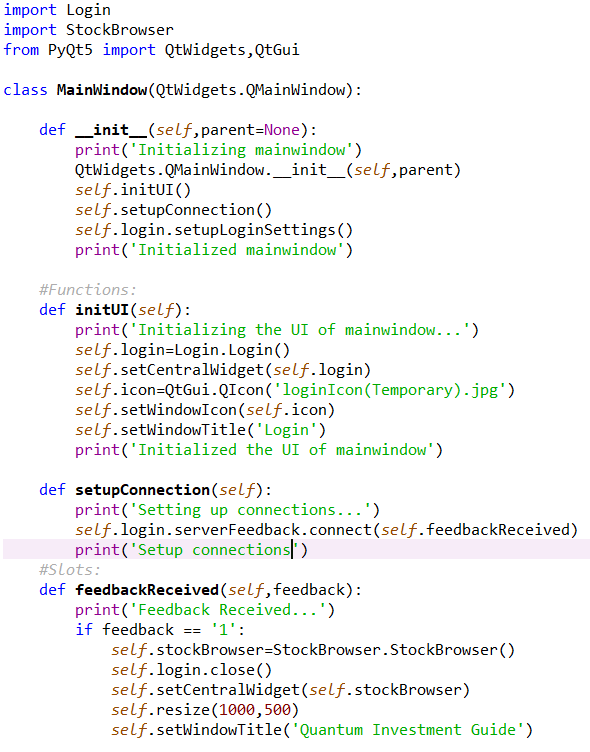 import Login
import StockBrowser
from PyQt5 import QtWidgets,QtGui

class MainWindow(QtWidgets.QMainWindow):

    def __init__(self,parent=None):
        print('Initializing mainwindow')
        QtWidgets.QMainWindow.__init__(self,parent)
        self.initUI()
        self.setupConnection()
        self.login.setupLoginSettings()
        print('Initialized mainwindow')

    #Functions:
    def initUI(self):
        print('Initializing the UI of mainwindow...')
        self.login=Login.Login()
        self.setCentralWidget(self.login)
        self.icon=QtGui.QIcon('loginIcon(Temporary).jpg')
        self.setWindowIcon(self.icon)
        self.setWindowTitle('Login')
        print('Initialized the UI of mainwindow')

    def setupConnection(self):
        print('Setting up connections...')
        self.login.serverFeedback.connect(self.feedbackReceived)
        print('Setup connections')
    #Slots:
    def feedbackReceived(self,feedback):
        print('Feedback Received...')
        if feedback == '1':
            self.stockBrowser=StockBrowser.StockBrowser()
            self.login.close()
            self.setCentralWidget(self.stockBrowser)
            self.resize(1000,500)
            self.setWindowTitle('Quantum Investment Guide')